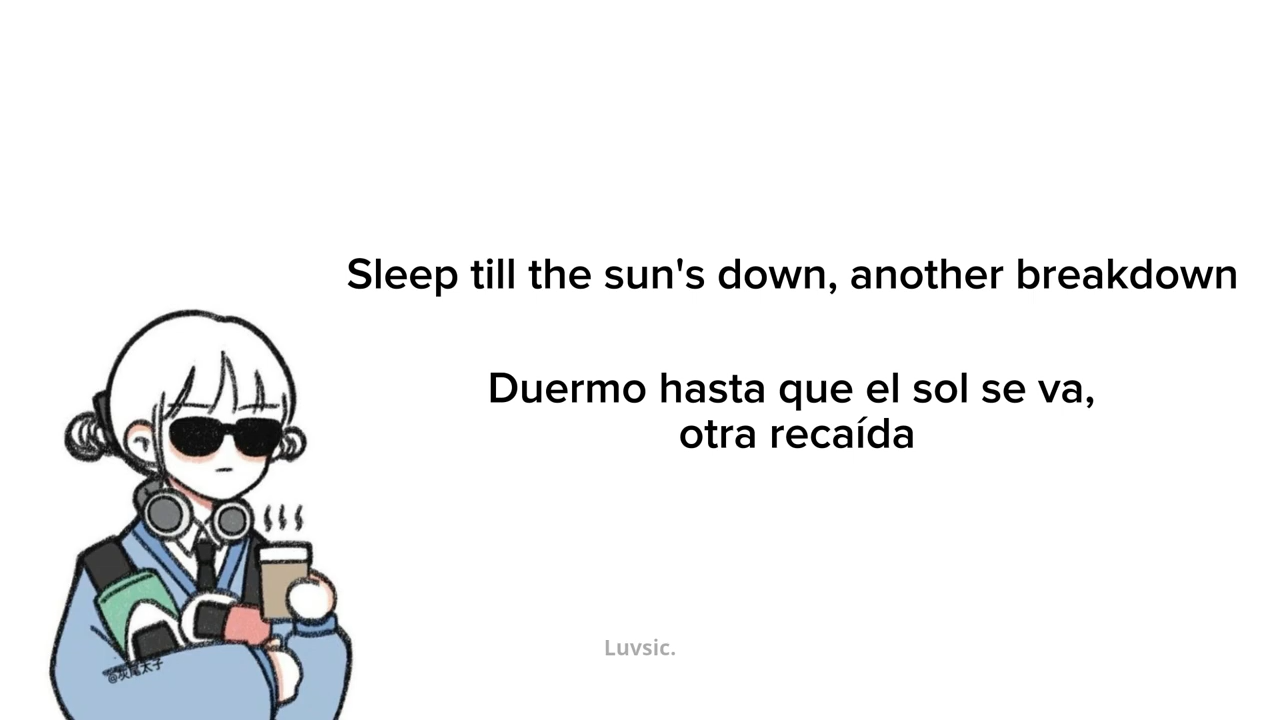 Sleep till the sun's down, another breakdown
Duermo hasta que el sol se va,
otra recaída
Luvsic.